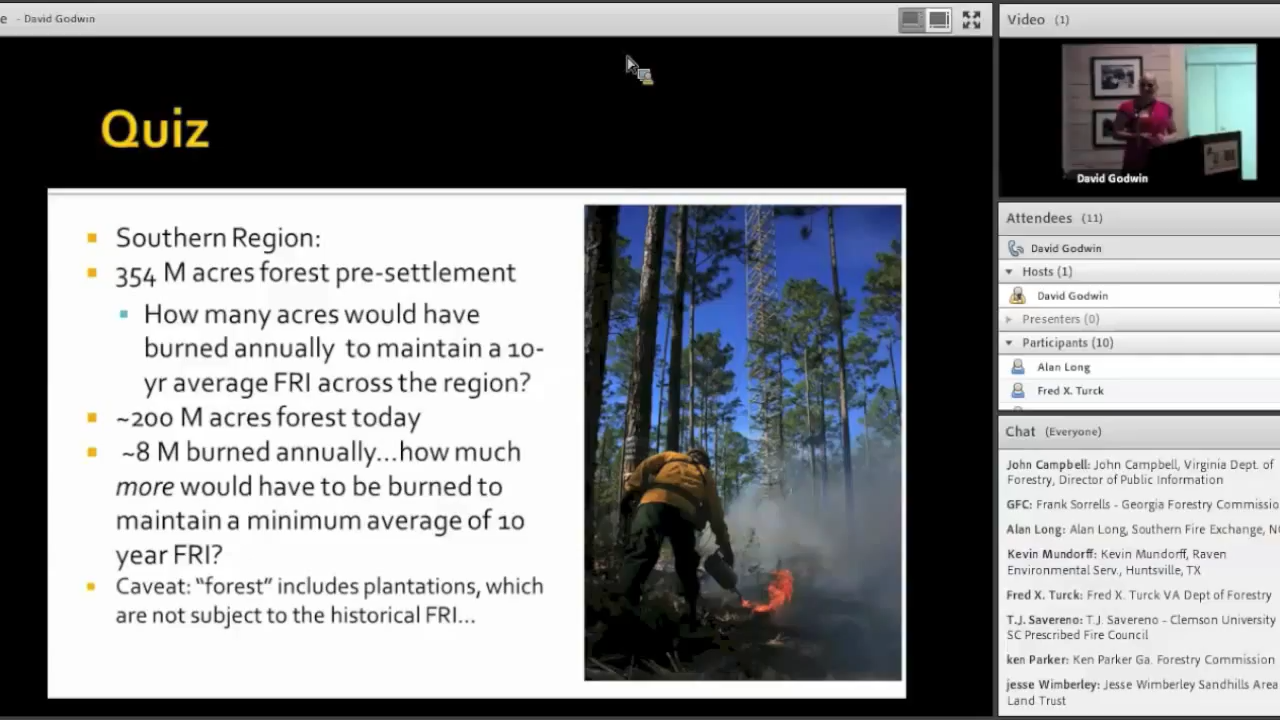 e - David Godwin
Quiz
Southern Region:
354 M acres forest pre-settlement
How many acres would have
burned annually to maintain a 10-
yr average FRI across the region?
~200 M acres forest today
~8 M burned annually...how much
more would have to be burned to
maintain a minimum average of 10
year FRI?
Caveat: "forest" includes plantations, which
are not subject to the historical FRI...
Video (1)
David Godwin
Attendees (11)
David Godwin
Hosts (1)
David Godwin
Presenters (0)
Participants (10)
Alan Long
Fred X. Turck
Chat (Everyone)
John Campbell: John Campbell, Virginia Dept. of
Forestry, Director of Public Information
GFC: Frank Sorrells - Georgia Forestry Commissio
Alan Long: Alan Long, Southern Fire Exchange, NC
Kevin Mundorff: Kevin Mundorff, Raven
Environmental Serv., Huntsville, TX
Fred X. Turck: Fred X. Turck VA Dept of Forestry
T.J. Savereno: T.J. Savereno - Clemson University
SC Prescribed Fire Council
ken Parker: Ken Parker Ga. Forestry Commission
jesse Wimberley: Jesse Wimberley Sandhills Area
Land Trust